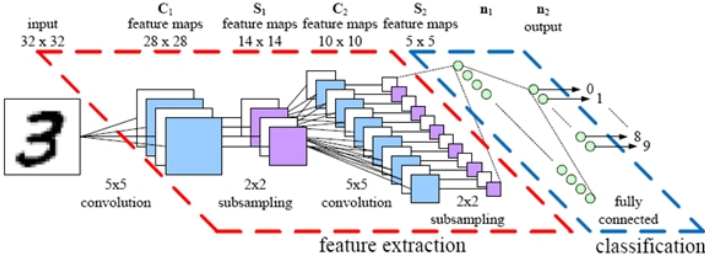 C1 S1 C2 S2 n1 n2
input feature maps feature maps feature maps feature maps output
32 x 32 28 x 28 14 x 14 10 x 10 5 x 5
3
0
1
8
9
5x5 2x2 5x5 2x2 fully
convolution subsampling convolution subsampling connected
feature extraction classification